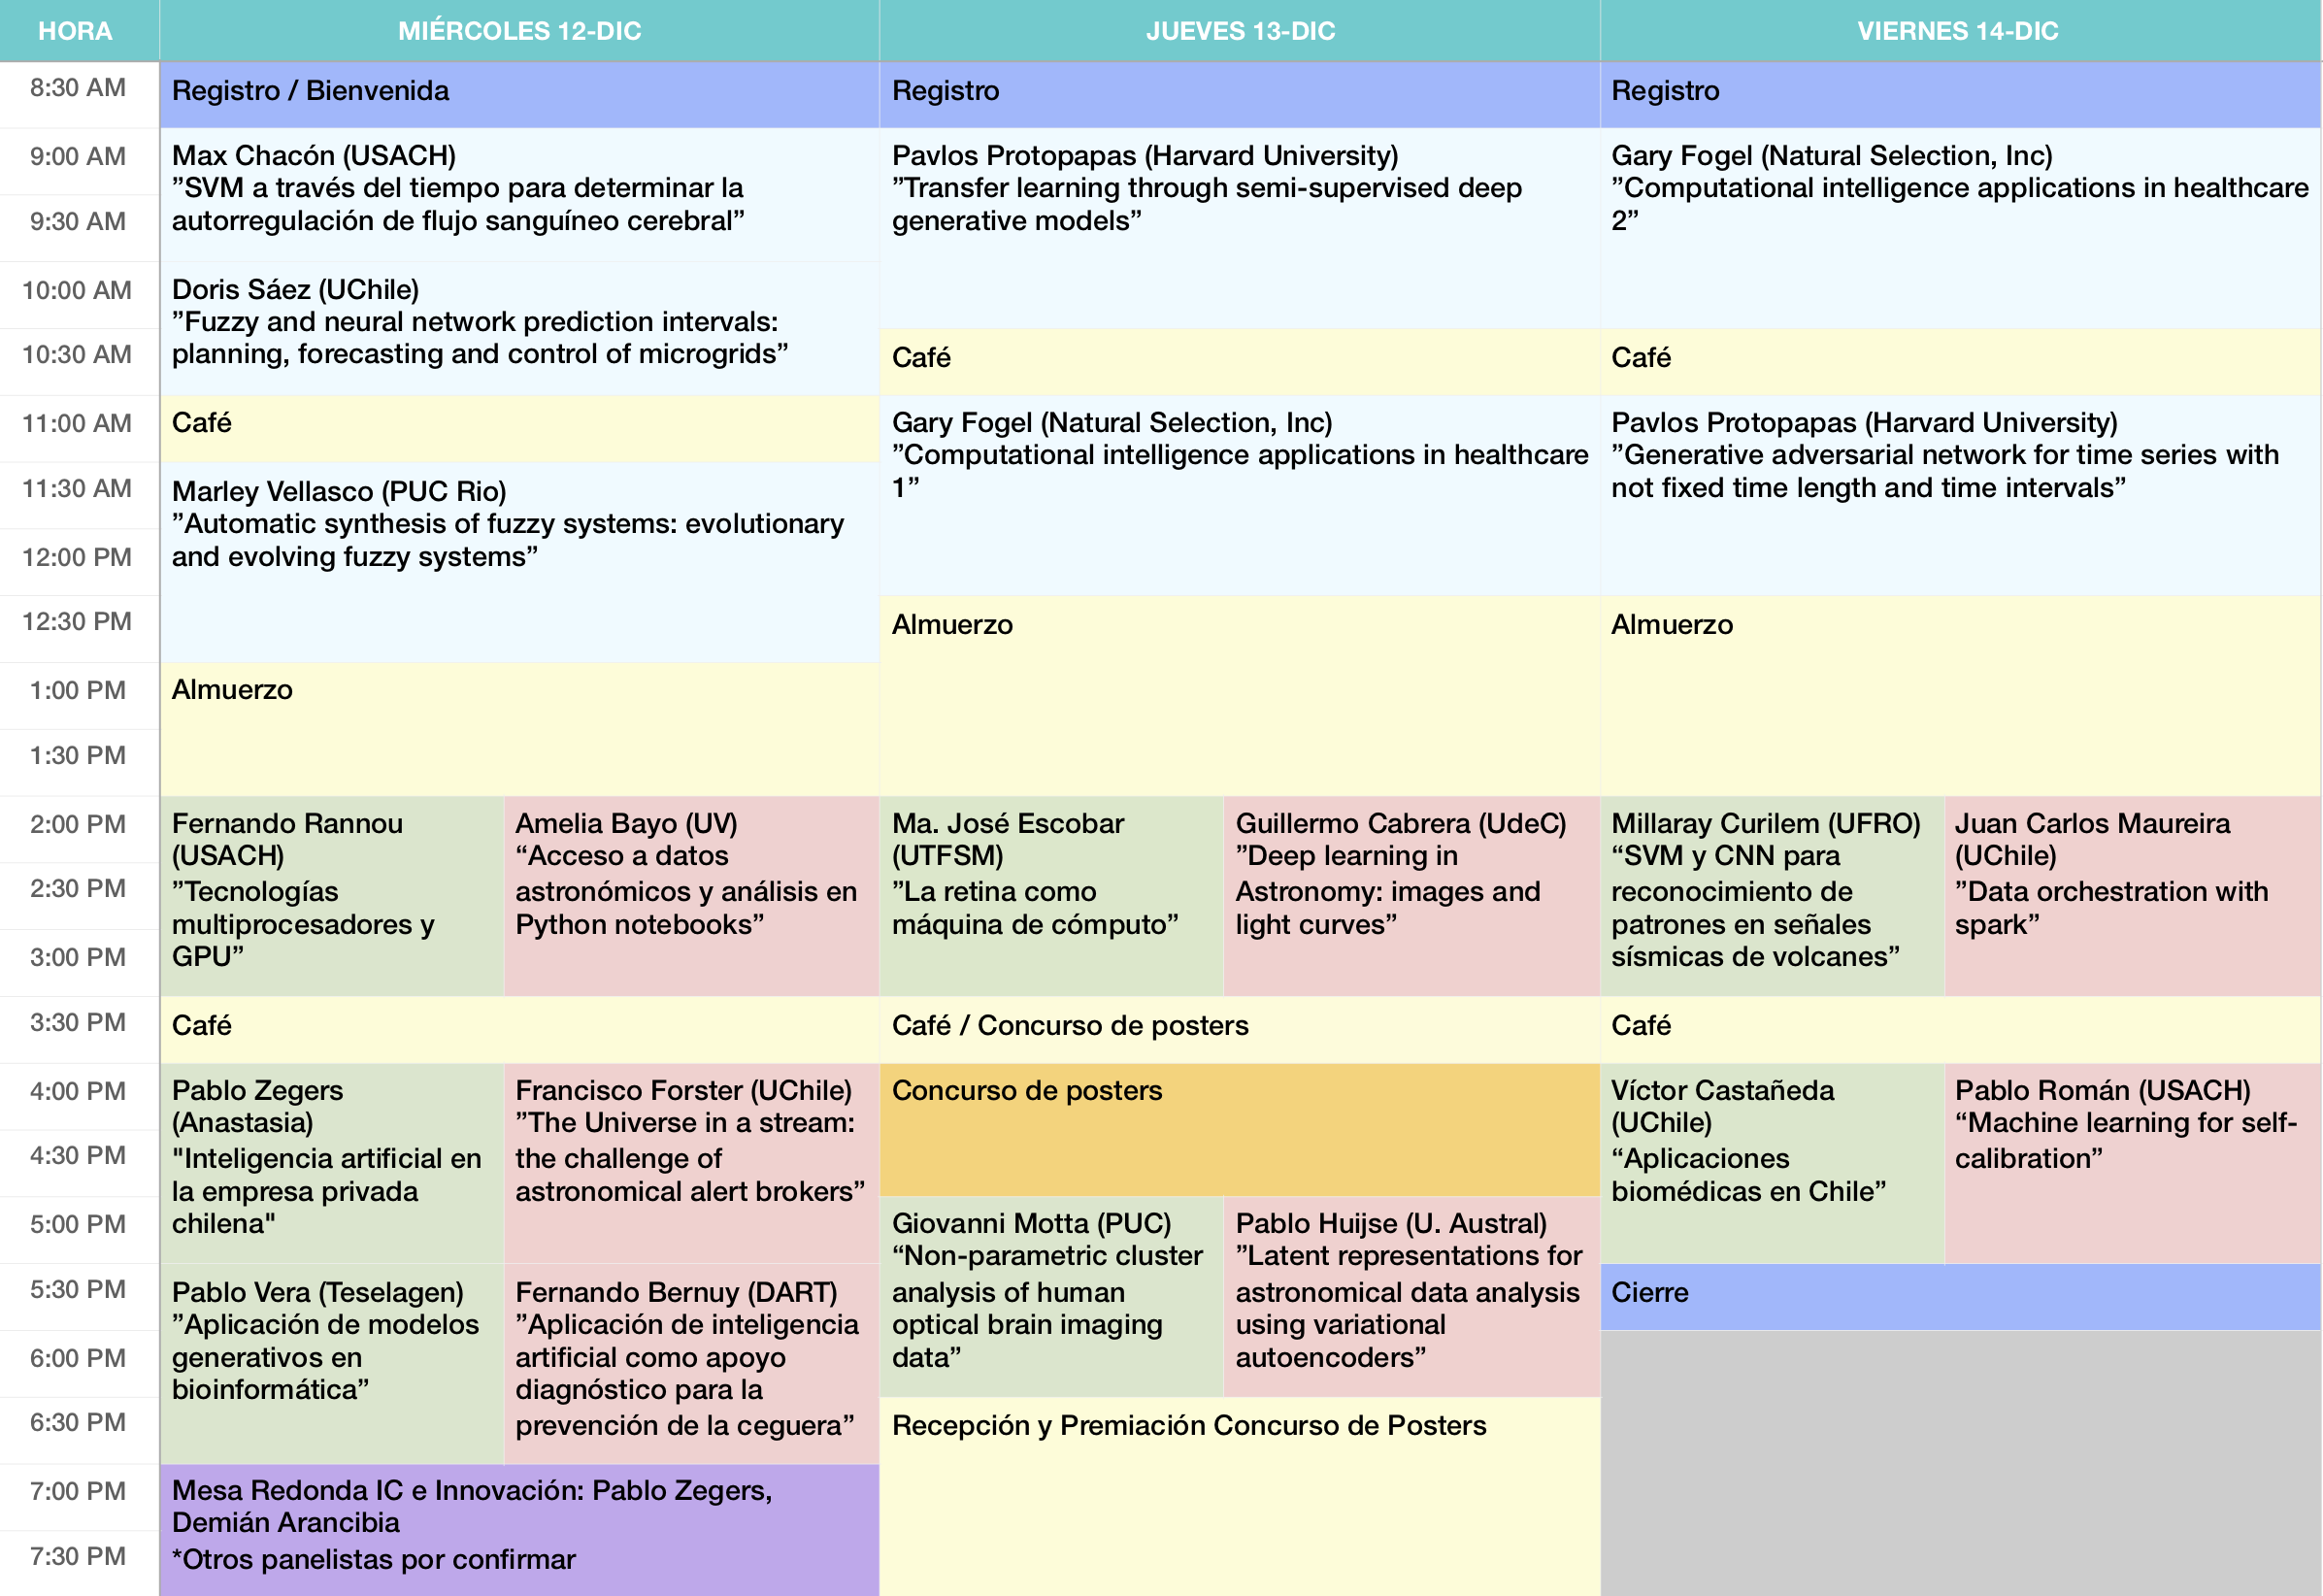 HORA
MIÉRCOLES 12-DIC
JUEVES 13-DIC
VIERNES 14-DIC
8:30 AM
Registro / Bienvenida
Registro
Registro
9:00 AM
9:30 AM
Max Chacón (USACH)
”SVM a través del tiempo para determinar la
autorregulación de flujo sanguíneo cerebral”
Pavlos Protopapas (Harvard University)
”Transfer learning through semi-supervised deep
generative models”
Gary Fogel (Natural Selection, Inc)
”Computational intelligence applications in healthcare
2”
10:00 AM
10:30 AM
Doris Sáez (UChile)
”Fuzzy and neural network prediction intervals:
planning, forecasting and control of microgrids”
Café
Café
11:00 AM
Café
Gary Fogel (Natural Selection, Inc)
”Computational intelligence applications in healthcare
1”
Pavlos Protopapas (Harvard University)
”Generative adversarial network for time series with
not fixed time length and time intervals”
11:30 AM
12:00 PM
12:30 PM
Marley Vellasco (PUC Rio)
”Automatic synthesis of fuzzy systems: evolutionary
and evolving fuzzy systems”
Almuerzo
Almuerzo
1:00 PM
1:30 PM
Almuerzo
2:00 PM
2:30 PM
3:00 PM
Fernando Rannou
(USACH)
”Tecnologías
multiprocesadores y
GPU”
Amelia Bayo (UV)
“Acceso a datos
astronómicos y análisis en
Python notebooks”
Ma. José Escobar
(UTFSM)
”La retina como
máquina de cómputo”
Guillermo Cabrera (UdeC)
”Deep learning in
Astronomy: images and
light curves”
Millaray Curilem (UFRO)
“SVM y CNN para
reconocimiento de
patrones en señales
sísmicas de volcanes”
Juan Carlos Maureira
(UChile)
”Data orchestration with
spark”
3:30 PM
Café
Café / Concurso de posters
Café
4:00 PM
4:30 PM
5:00 PM
Pablo Zegers
(Anastasia)
"Inteligencia artificial en
la empresa privada
chilena"
Francisco Forster (UChile)
”The Universe in a stream:
the challenge of
astronomical alert brokers”
Concurso de posters
Víctor Castañeda
(UChile)
“Aplicaciones
biomédicas en Chile”
Pablo Román (USACH)
“Machine learning for self-
calibration”
Giovanni Motta (PUC)
“Non-parametric cluster
analysis of human
optical brain imaging
data”
Pablo Huijse (U. Austral)
”Latent representations for
astronomical data analysis
using variational
autoencoders”
5:30 PM
6:00 PM
6:30 PM
Pablo Vera (Teselagen)
”Aplicación de modelos
generativos en
bioinformática”
Fernando Bernuy (DART)
”Aplicación de inteligencia
artificial como apoyo
diagnóstico para la
prevención de la ceguera”
Cierre
Recepción y Premiación Concurso de Posters
7:00 PM
7:30 PM
Mesa Redonda IC e Innovación: Pablo Zegers,
Demián Arancibia
*Otros panelistas por confirmar